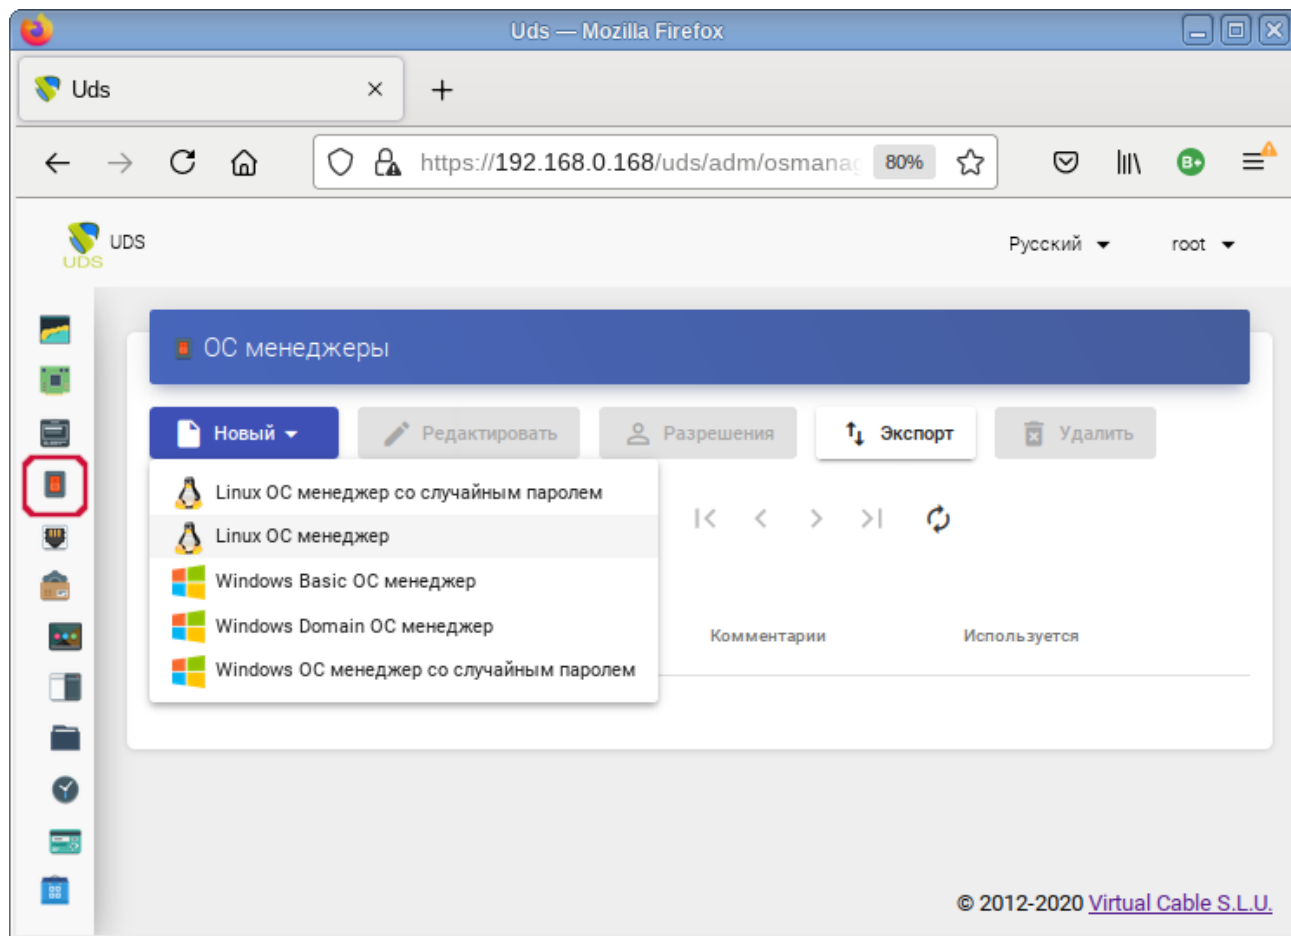 Uds — Mozilla Firefox
Uds
https://192.168.0.168/uds/adm/osmanag 80%
UDS UDS Русский root
ОС менеджеры
Новый Редактировать Разрешения Экспорт Удалить
Linux ОС менеджер со случайным паролем
Linux ОС менеджер
Windows Basic ОС менеджер
Windows Domain ОС менеджер
Комментарии Используется
Windows ОС менеджер со случайным паролем
© 2012-2020 Virtual Cable S.L.U.